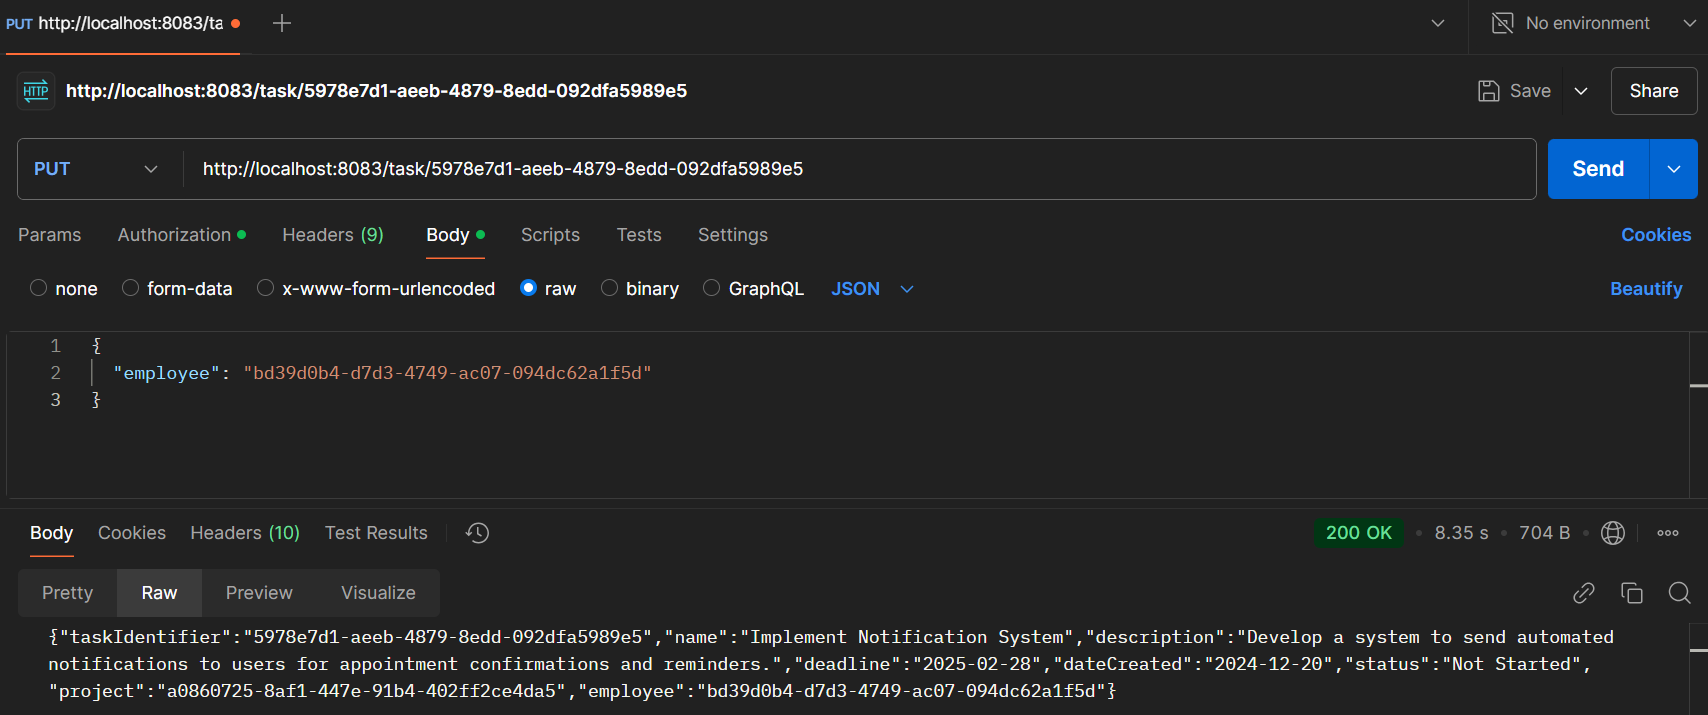 PUT http://localhost:8083/ta
No environment
HTTP http://localhost:8083/task/5978e7d1-aeeb-4879-8edd-092dfa5989e5
Save
Share
PUT http://localhost:8083/task/5978e7d1-aeeb-4879-8edd-092dfa5989e5
Send
Params Authorization Headers (9) Body Scripts Tests Settings Cookies
none form-data x-www-form-urlencoded raw binary GraphQL JSON Beautify
1 {
2 "employee": "bd39d0b4-d7d3-4749-ac07-094dc62a1f5d"
3 }
Body Cookies Headers (10) Test Results 200 OK • 8.35 s • 704 B •
Pretty Raw Preview Visualize
{"taskIdentifier":"5978e7d1-aeeb-4879-8edd-092dfa5989e5","name":"Implement Notification System","description":"Develop a system to send automated
notifications to users for appointment confirmations and reminders.","deadline":"2025-02-28","dateCreated":"2024-12-20","status":"Not Started",
"project":"a0860725-8af1-447e-91b4-402ff2ce4da5","employee":"bd39d0b4-d7d3-4749-ac07-094dc62a1f5d"}